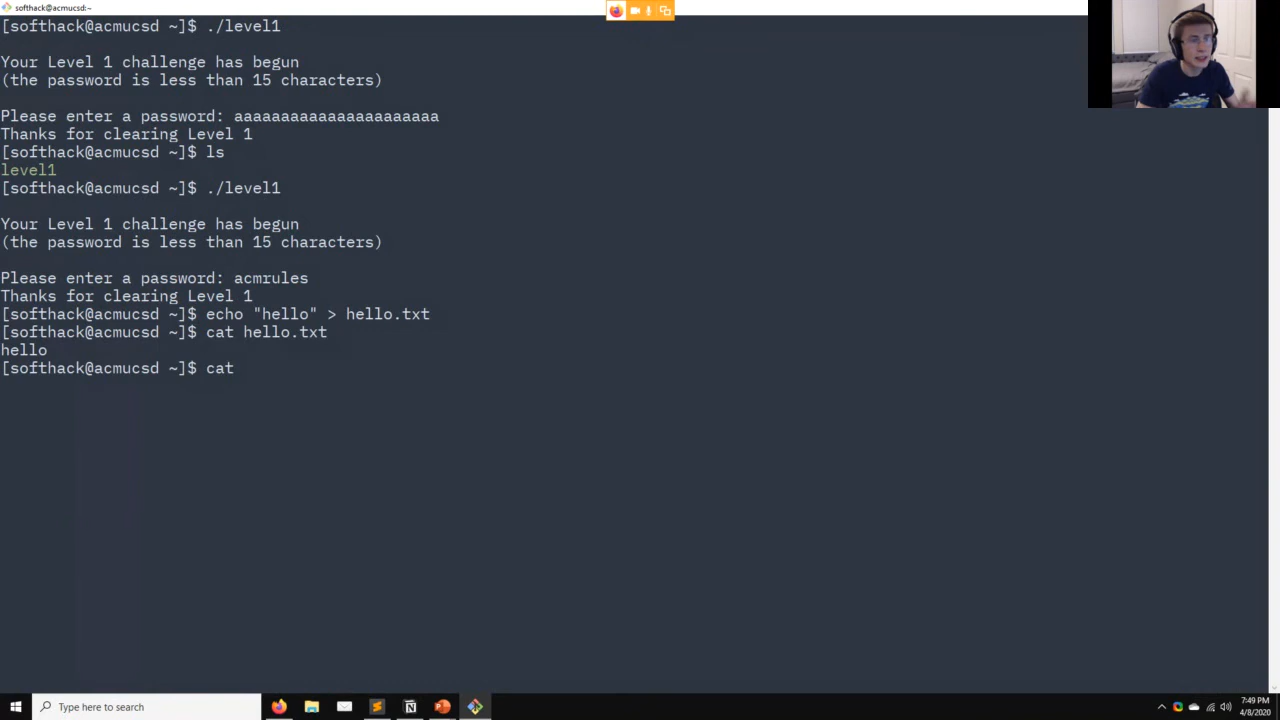 softhack@acmucsd:~
[softhack@acmucsd ~]$ ./level1
Your Level 1 challenge has begun
(the password is less than 15 characters)
Please enter a password: aaaaaaaaaaaaaaaaaaaaaa
Thanks for clearing Level 1
[softhack@acmucsd ~]$ ls
level1
[softhack@acmucsd ~]$ ./level1
Your Level 1 challenge has begun
(the password is less than 15 characters)
Please enter a password: acmrules
Thanks for clearing Level 1
[softhack@acmucsd ~]$ echo "hello" > hello.txt
[softhack@acmucsd ~]$ cat hello.txt
hello
[softhack@acmucsd ~]$ cat
Type here to search
7:49 PM
4/8/2020